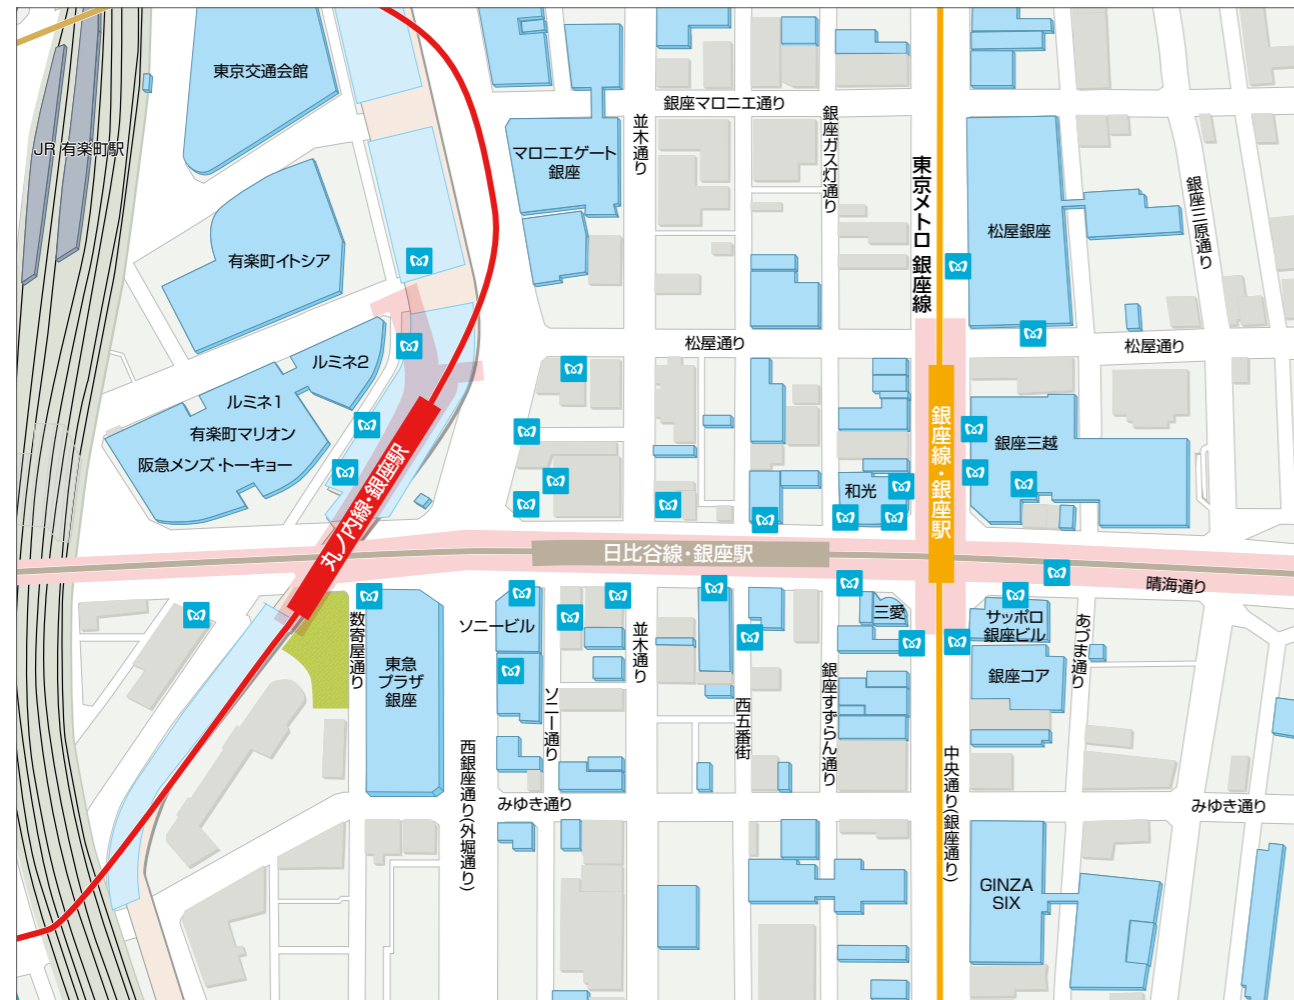 東京交通会館
JR 有楽町駅
有楽町イトシア
マロニエゲート
銀座
銀座マロニエ通り
並木通り
銀座ガス灯通り
東京メトロ 銀座線
松屋銀座
銀座三原通り
松屋通り
松屋通り
ルミネ2
ルミネ1
有楽町マリオン
阪急メンズ・トーキョー
丸ノ内線・銀座駅
銀座線・銀座駅
銀座三越
和光
日比谷線・銀座駅
晴海通り
数寄屋通り
東急
プラザ
銀座
ソニービル
ソニー通り
並木通り
西銀座通り(外堀通り)
西五番街
銀座すずらん通り
三愛
サッポロ
銀座ビル
銀座コア
あづま通り
中央通り(銀座通り)
みゆき通り
みゆき通り
GINZA
SIX